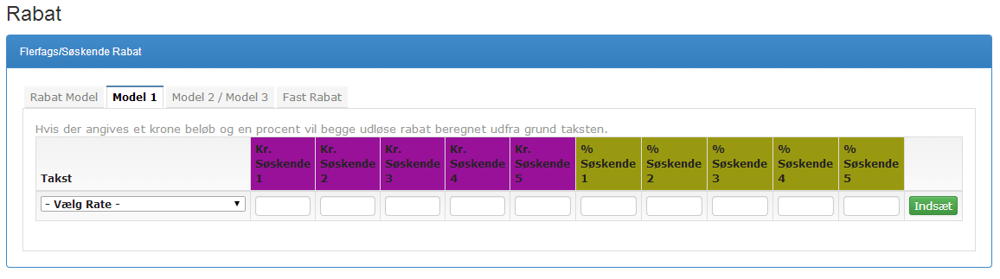 Rabat
Flerfags/Søskende Rabat
Rabat Model Model 1 Model 2 / Model 3 Fast Rabat
Hvis der angives et krone beløb og en procent vil begge udløse rabat beregnet udfra grund taksten.
Takst
Kr. Søskende 1
Kr. Søskende 2
Kr. Søskende 3
Kr. Søskende 4
Kr. Søskende 5
% Søskende 1
% Søskende 2
% Søskende 3
% Søskende 4
% Søskende 5
- Vælg Rate -
Indsæt